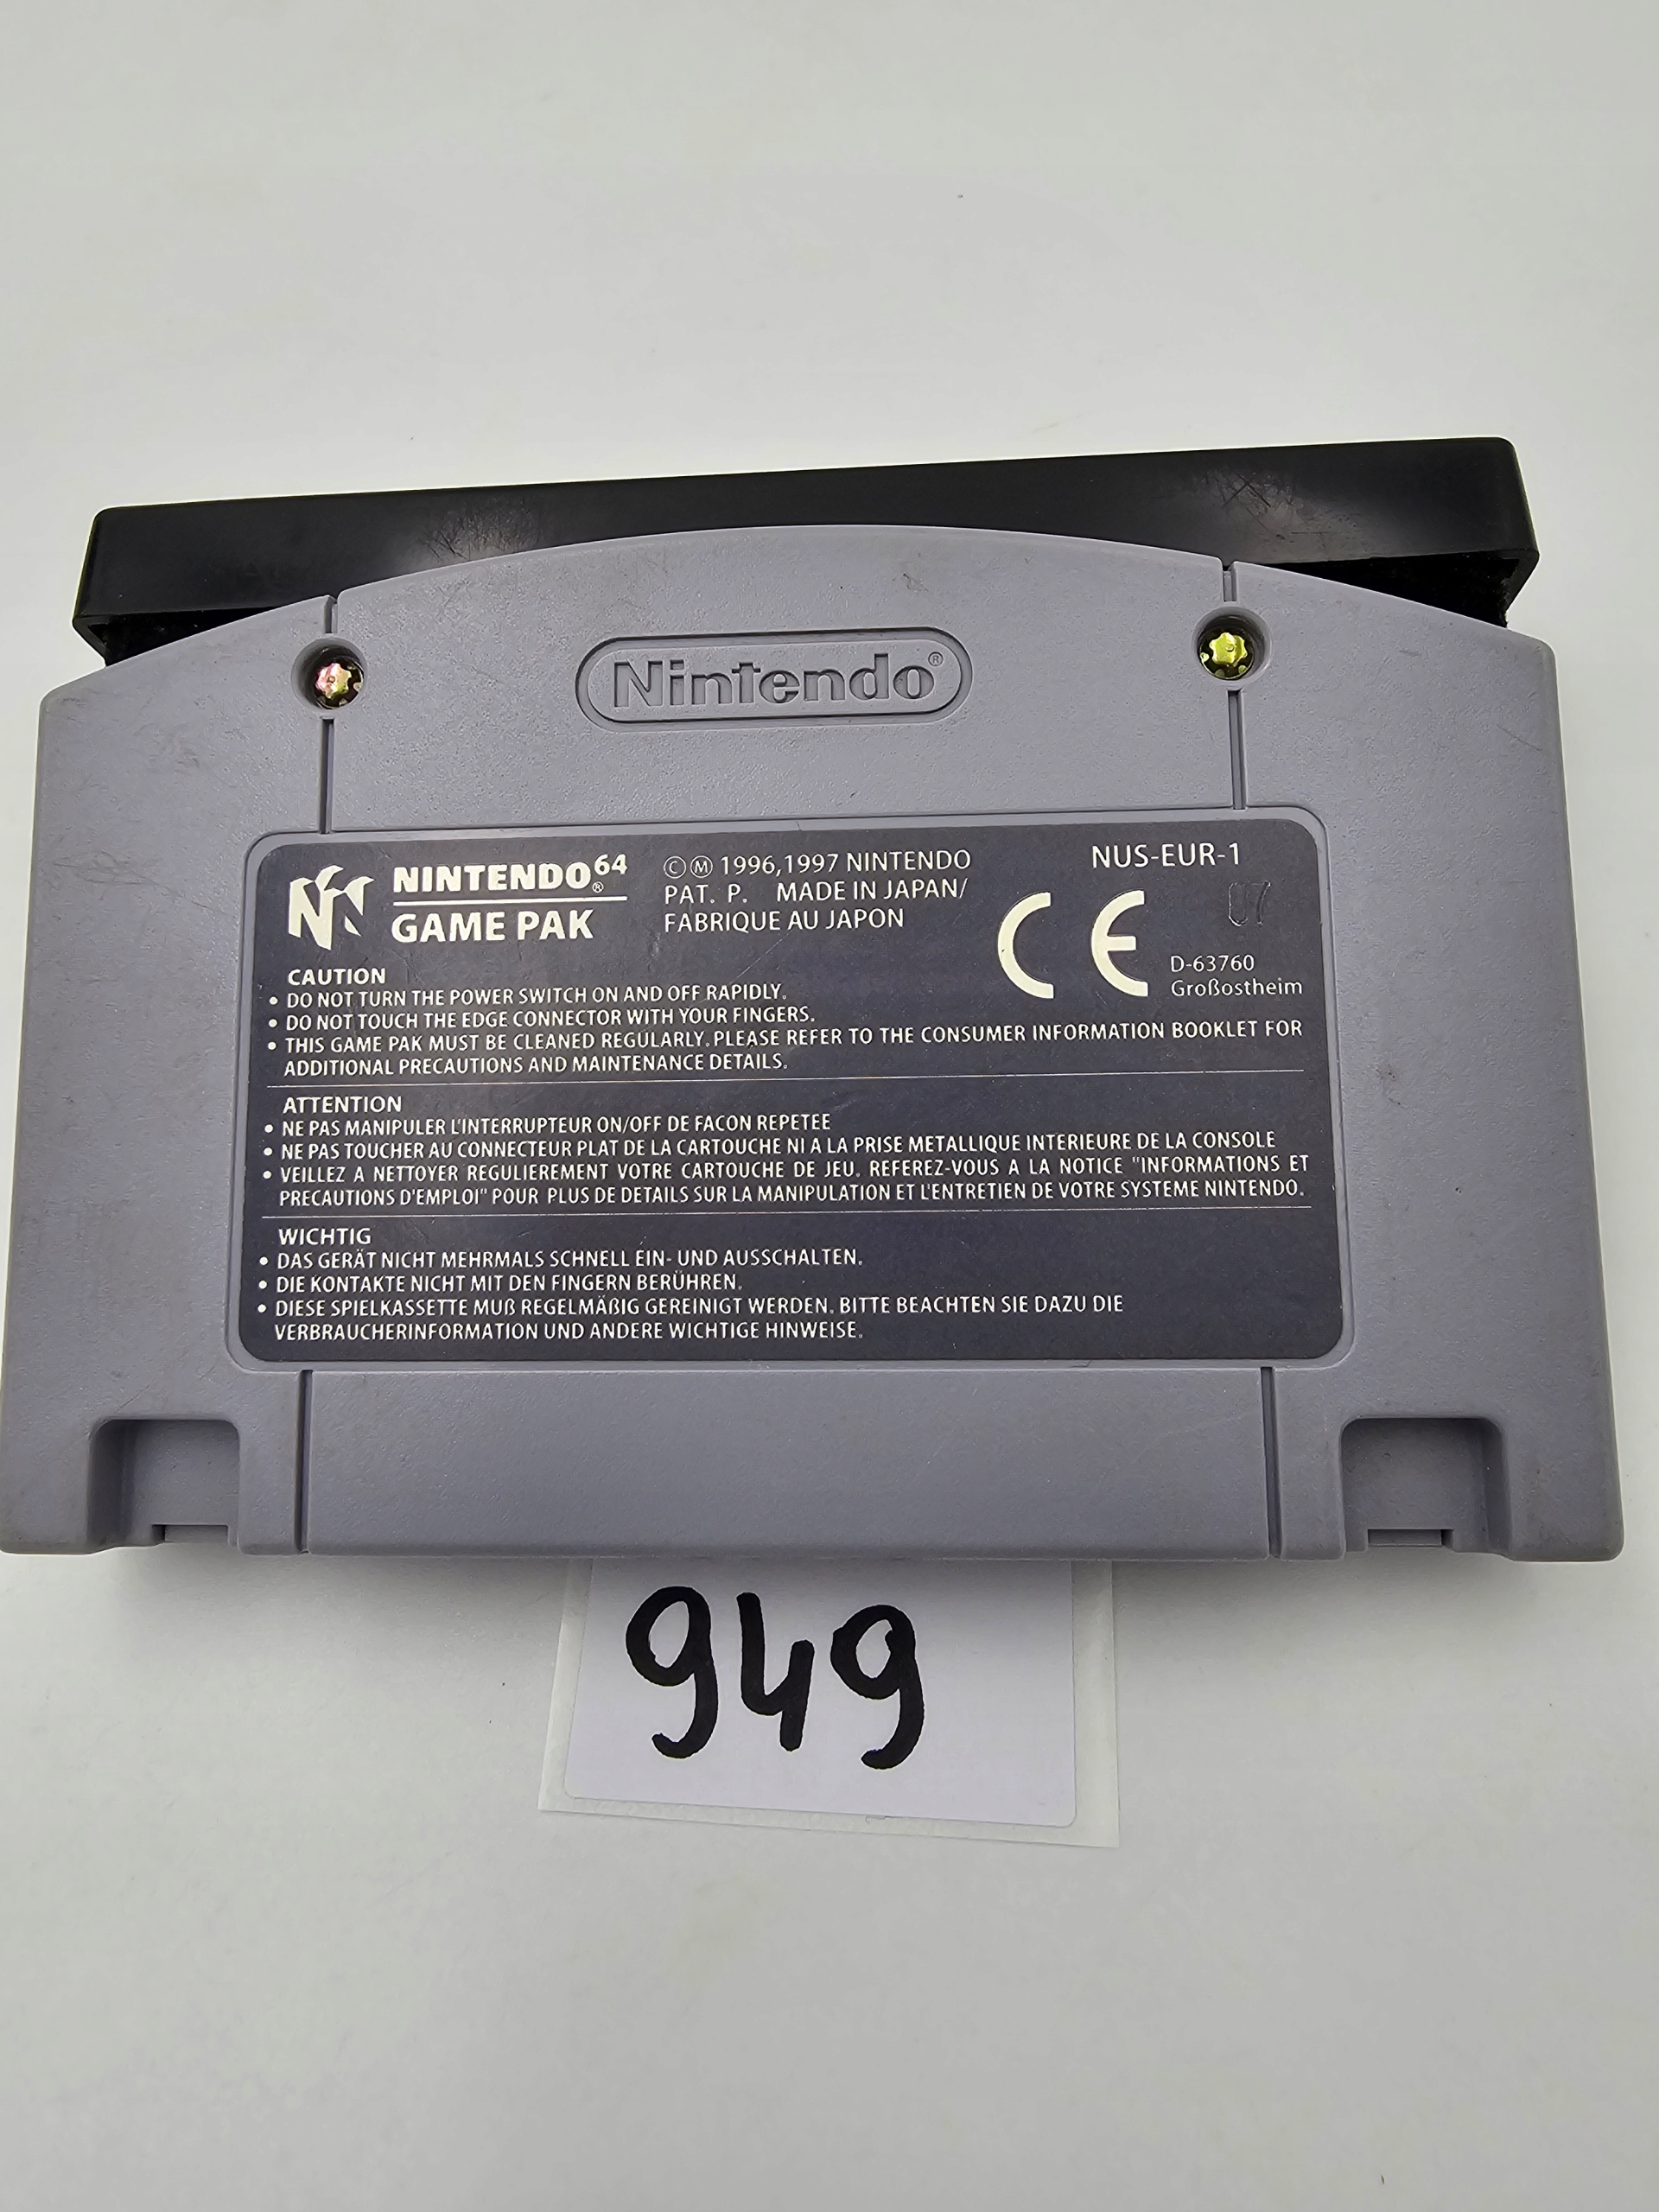 Nintendo®
NINTENDO64®
GAME PAK
ⒸⓂ 1996,1997 NINTENDO
PAT. P. MADE IN JAPAN/
FABRIQUE AU JAPON
NUS-EUR-1
CE
07
D-63760
Großostheim
CAUTION
• DO NOT TURN THE POWER SWITCH ON AND OFF RAPIDLY.
• DO NOT TOUCH THE EDGE CONNECTOR WITH YOUR FINGERS.
• THIS GAME PAK MUST BE CLEANED REGULARLY. PLEASE REFER TO THE CONSUMER INFORMATION BOOKLET FOR
ADDITIONAL PRECAUTIONS AND MAINTENANCE DETAILS.
ATTENTION
• NE PAS MANIPULER L'INTERRUPTEUR ON/OFF DE FACON REPETEE
• NE PAS TOUCHER AU CONNECTEUR PLAT DE LA CARTOUCHE NI A LA PRISE METALLIQUE INTERIEURE DE LA CONSOLE
• VEILLEZ A NETTOYER REGULIEREMENT VOTRE CARTOUCHE DE JEU. REFEREZ-VOUS A LA NOTICE "INFORMATIONS ET
PRECAUTIONS D'EMPLOI" POUR PLUS DE DETAILS SUR LA MANIPULATION ET L'ENTRETIEN DE VOTRE SYSTEME NINTENDO.
WICHTIG
• DAS GERÄT NICHT MEHRMALS SCHNELL EIN- UND AUSSCHALTEN.
• DIE KONTAKTE NICHT MIT DEN FINGERN BERÜHREN.
• DIESE SPIELKASSETTE MUß REGELMÄßIG GEREINIGT WERDEN. BITTE BEACHTEN SIE DAZU DIE
VERBRAUCHERINFORMATION UND ANDERE WICHTIGE HINWEISE.
949